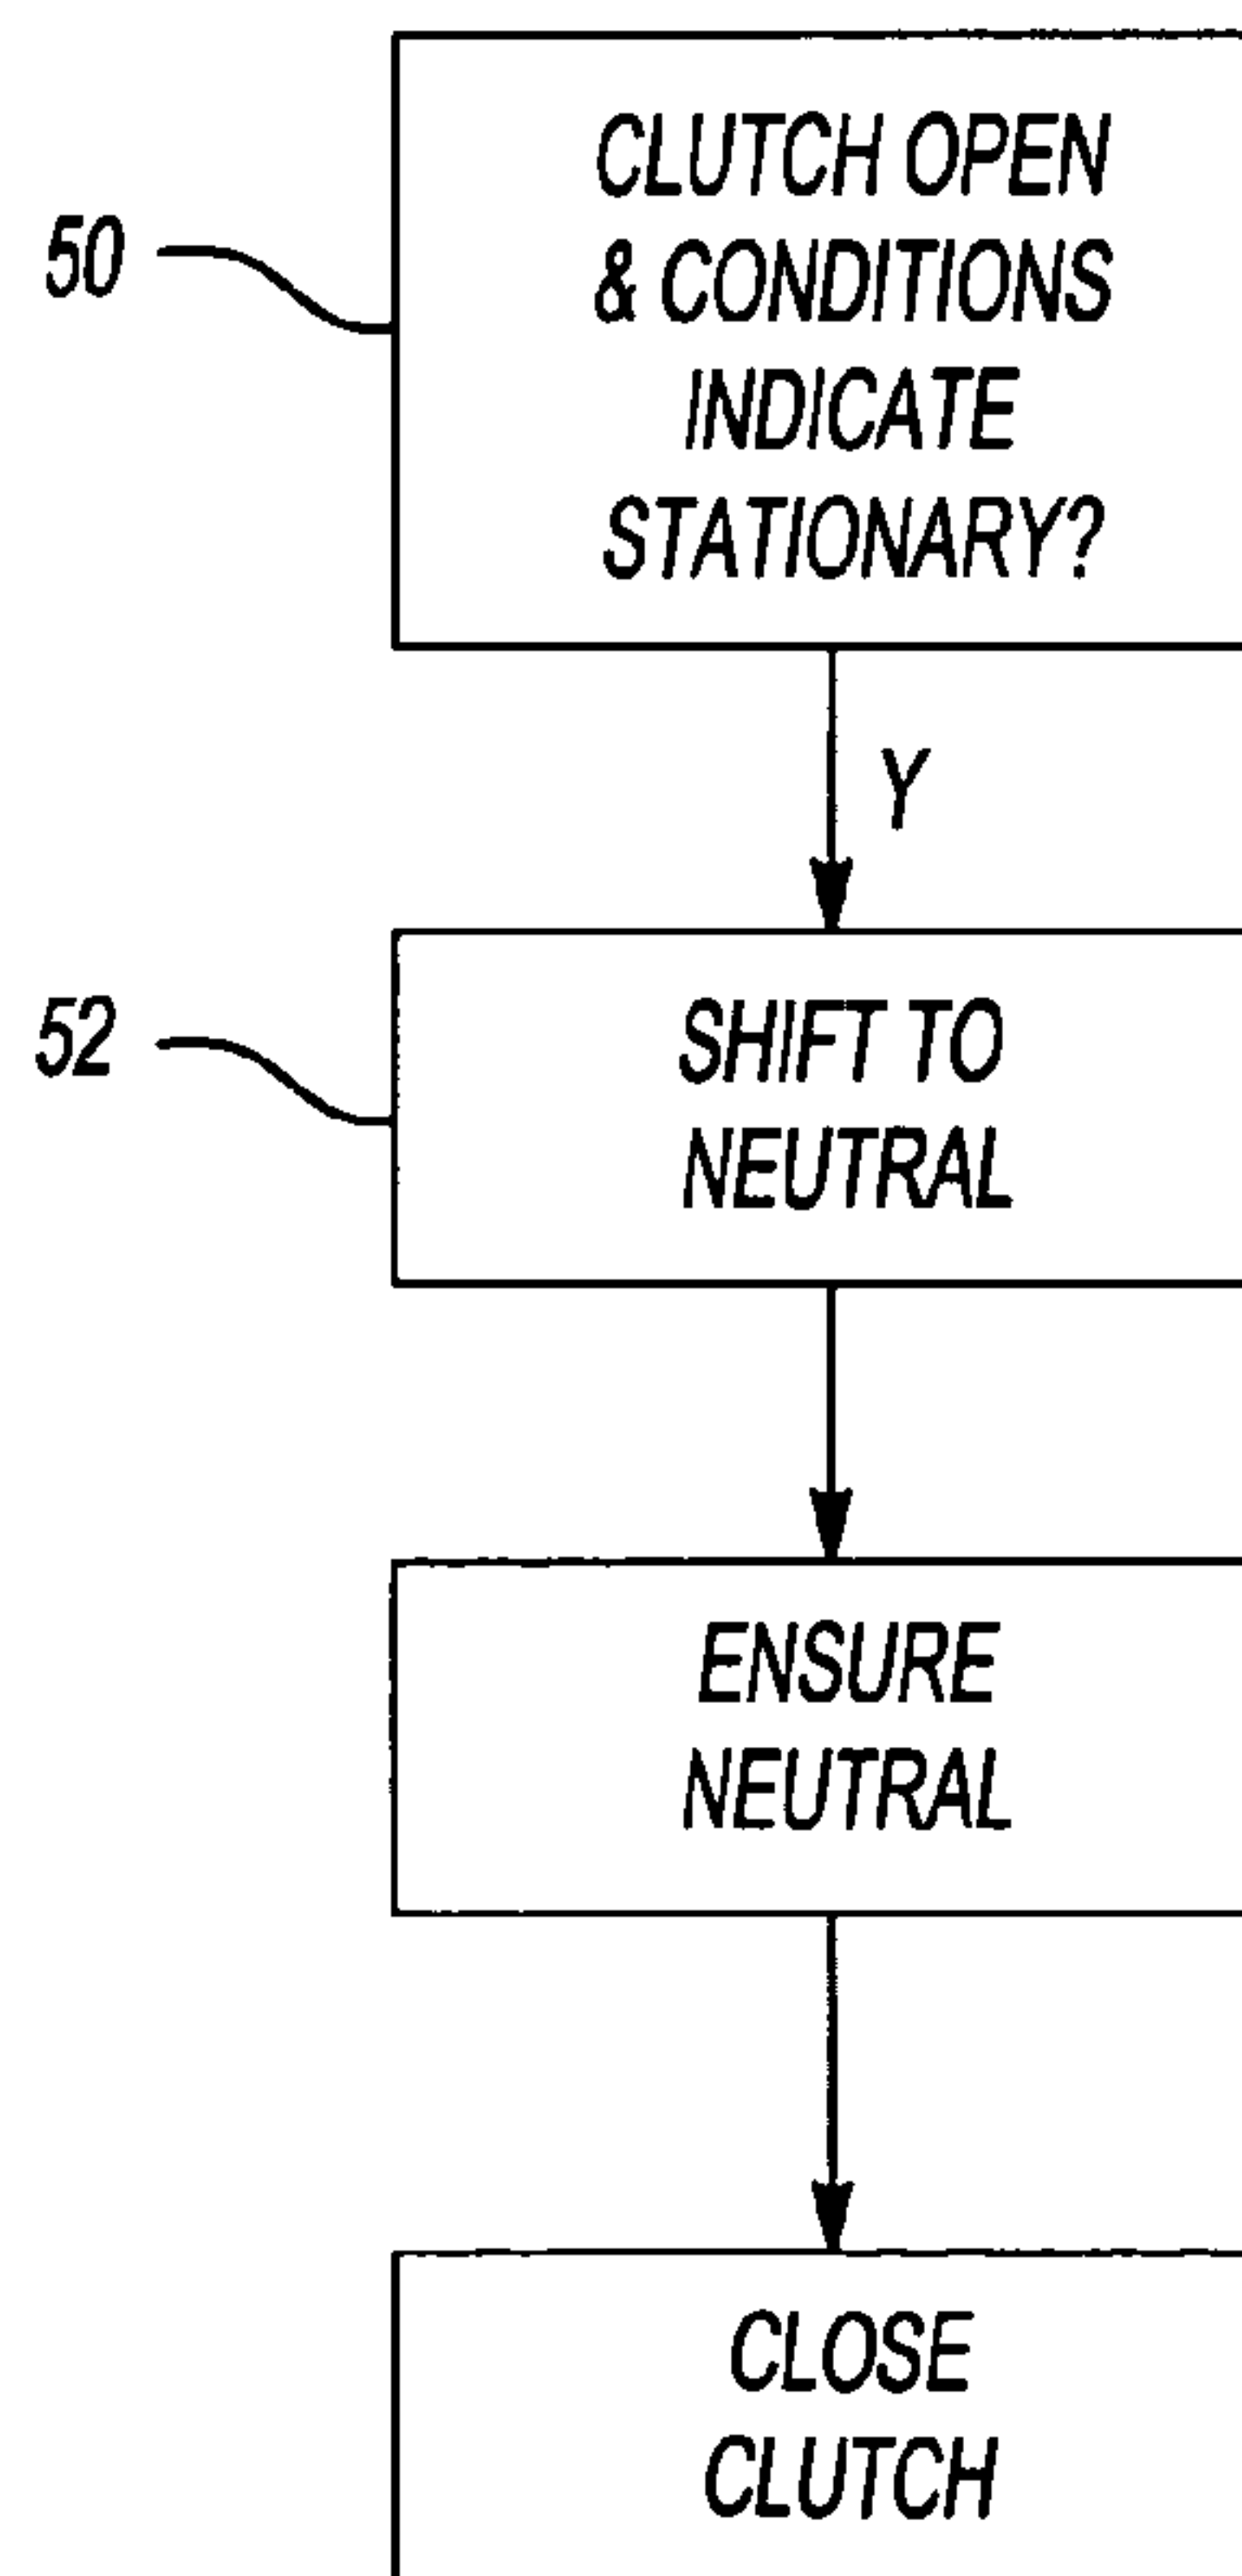 CLUTCH OPEN
& CONDITIONS
INDICATE
STATIONARY?
50
Y
SHIFT TO
NEUTRAL
52
ENSURE
NEUTRAL
CLOSE
CLUTCH